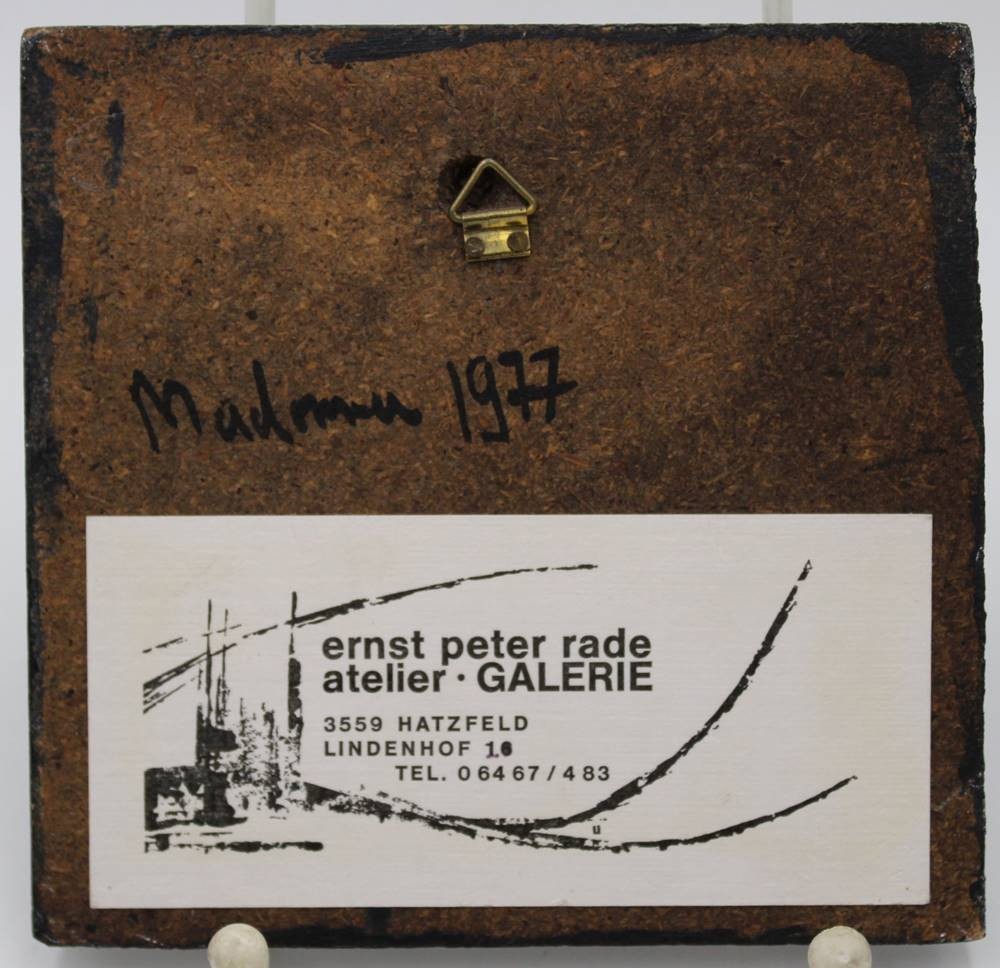 Madonna 1977
ernst peter rade
atelier · GALERIE
3559 HATZFELD
LINDENHOF 16
TEL. 06467/483
u